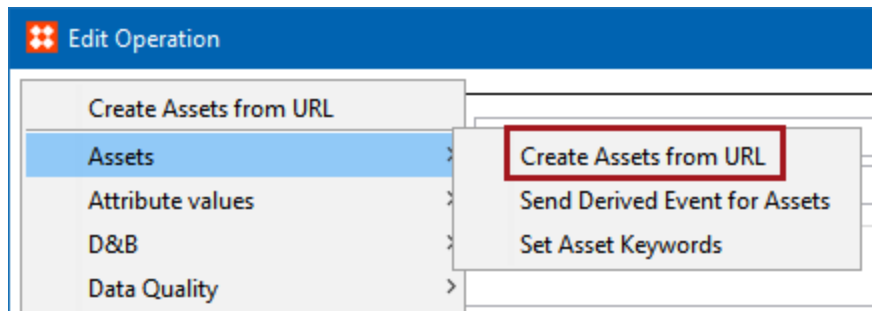 Edit Operation
Create Assets from URL
Assets
Attribute values
D&B
Data Quality
Create Assets from URL
Send Derived Event for Assets
Set Asset Keywords